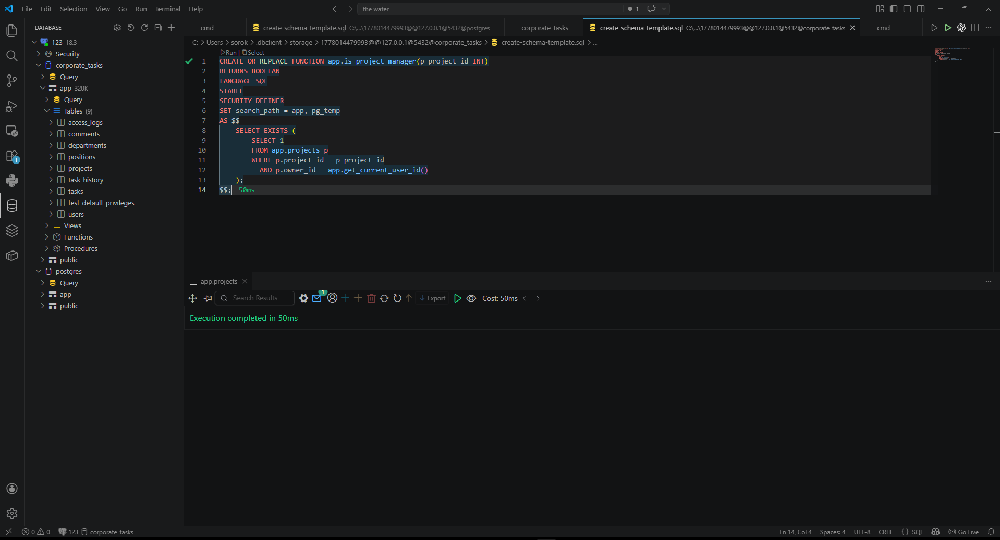 File Edit Selection View Go Run Terminal Help
the water
1
DATABASE
cmd
create-schema-template.sql C:\...\1778014479993@@127.0.0.1@5432@postgres
corporate_tasks
create-schema-template.sql C:\...\1778014479993@@127.0.0.1@5432@corporate_tasks
cmd
C: > Users > sorok > .dbclient > storage > 1778014479993@@127.0.0.1@5432@corporate_tasks > create-schema-template.sql > ...
123 18.3
Security
corporate_tasks
Query
app 320K
Query
Tables (9)
access_logs
comments
departments
positions
projects
task_history
tasks
test_default_privileges
users
Views
Functions
Procedures
public
postgres
Query
app
public
1
Run | Select
1 CREATE OR REPLACE FUNCTION app.is_project_manager(p_project_id INT)
2 RETURNS BOOLEAN
3 LANGUAGE SQL
4 STABLE
5 SECURITY DEFINER
6 SET search_path = app, pg_temp
7 AS $$
8 SELECT EXISTS (
9 SELECT 1
10 FROM app.projects p
11 WHERE p.project_id = p_project_id
12 AND p.owner_id = app.get_current_user_id()
13 );
14 $$; 50ms
app.projects
Search Results
1
Export
Cost: 50ms
Execution completed in 50ms
0 0 123 corporate_tasks
Ln 14, Col 4 Spaces: 4 UTF-8 CRLF { } SQL Go Live